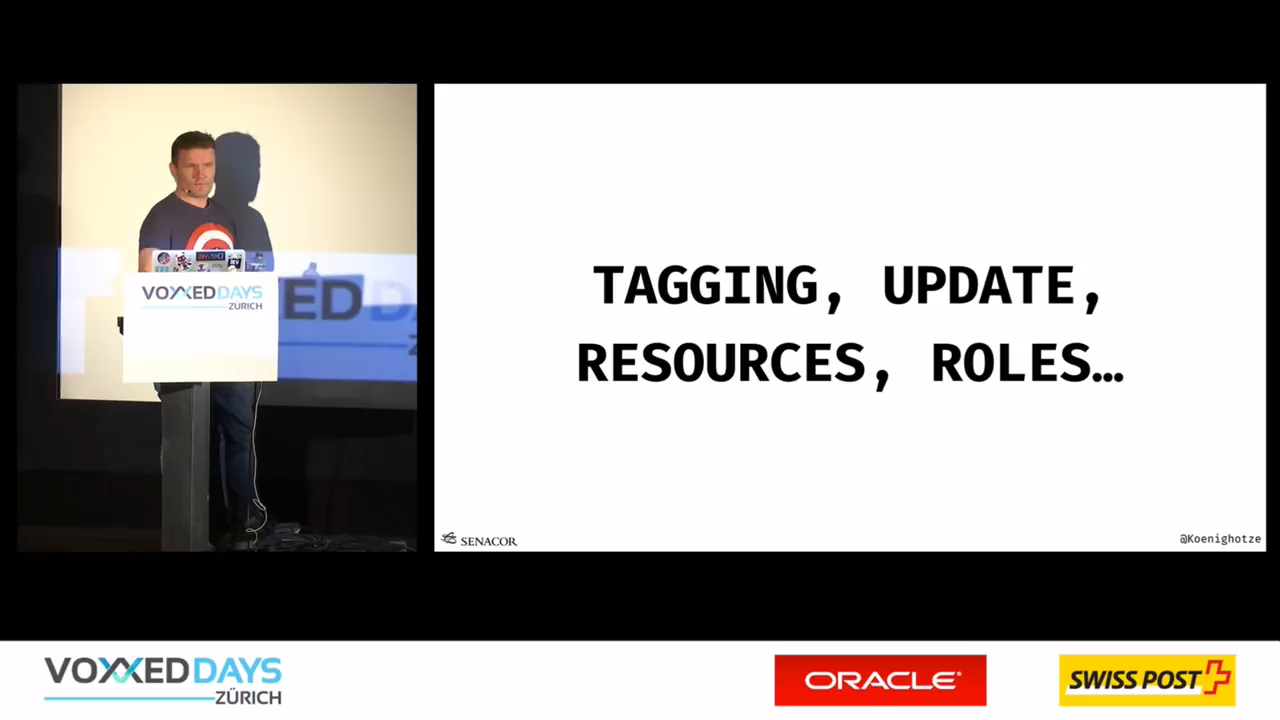 VOXXED DAYS
ZÜRICH
TAGGING, UPDATE,
RESOURCES, ROLES…
SENACOR
@Koenighotze
VOXXED DAYS
ZÜRICH
ORACLE®
SWISS POST